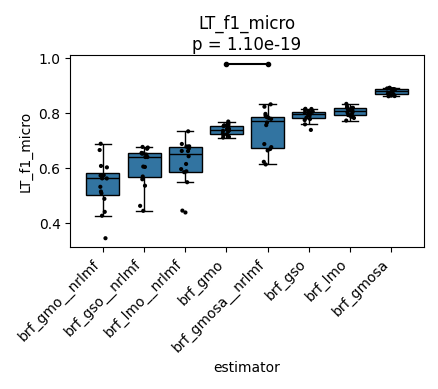 LT_f1_micro
p = 1.10e-19
1.0
0.8
0.6
0.4
LT_f1_micro
brf_gmo__nrlmf
brf_gso__nrlmf
brf_lmo__nrlmf
brf_gmo
brf_gmosa__nrlmf
brf_gso
brf_lmo
brf_gmosa
estimator